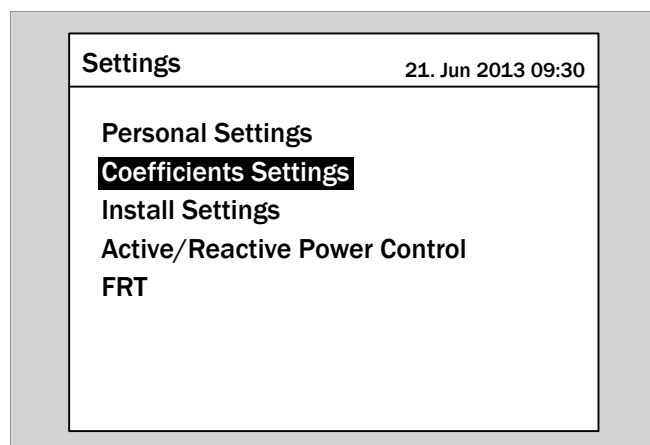 Settings
21. Jun 2013 09:30
Personal Settings
Coefficients Settings
Install Settings
Active/Reactive Power Control
FRT